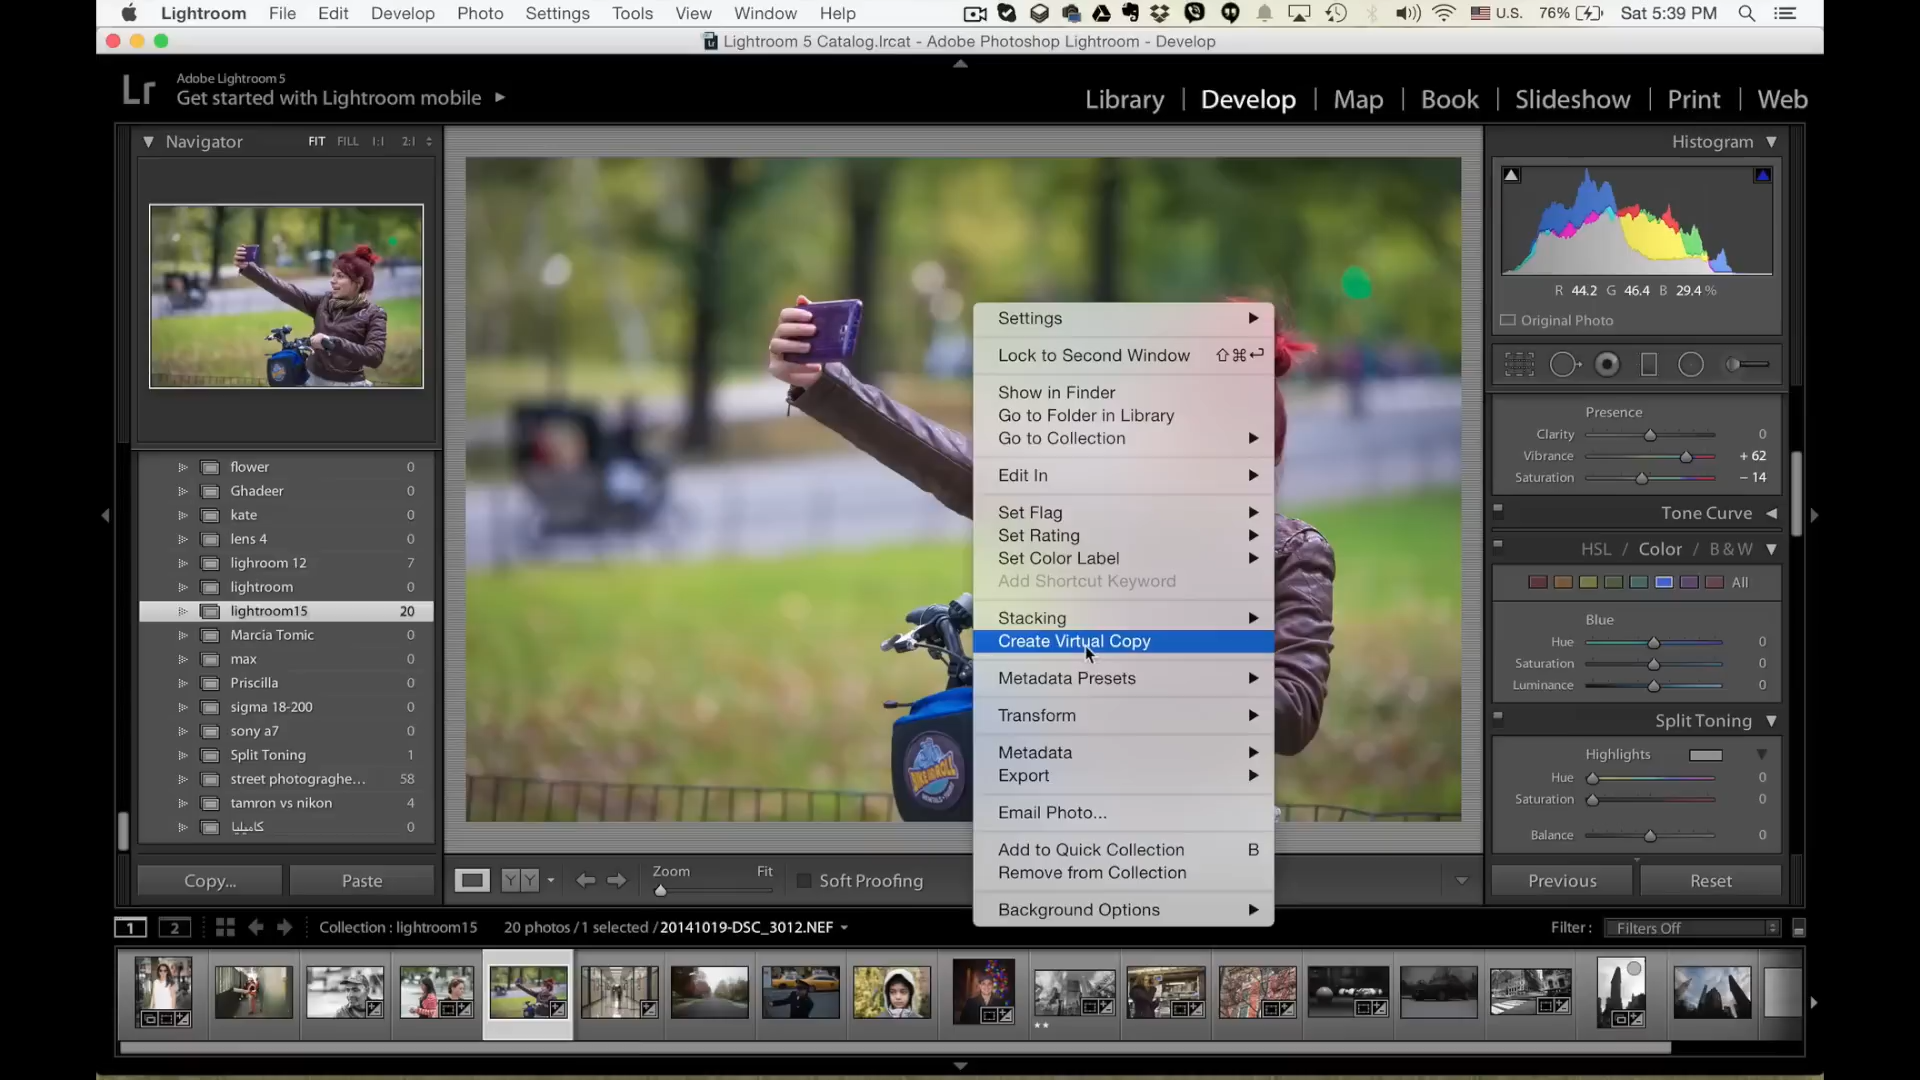 Lightroom File Edit Develop Photo Settings Tools View Window Help U.S. 76% Sat 5:39 PM
Lightroom 5 Catalog.lrcat - Adobe Photoshop Lightroom - Develop
Lr
Adobe Lightroom 5
Get started with Lightroom mobile
Library | Develop | Map | Book | Slideshow | Print | Web
Navigator FIT FILL 1:1 2:1
flower 0
Ghadeer 0
kate 0
lens 4 0
lighroom 12 7
lightroom 0
lightroom15 20
Marcia Tomic 0
max 0
Priscilla 0
sigma 18-200 0
sony a7 0
Split Toning 1
street photographe... 58
tamron vs nikon 4
كاميليا 0
Copy... Paste
Settings
Lock to Second Window ⇧⌘↩
Show in Finder
Go to Folder in Library
Go to Collection
Edit In
Set Flag
Set Rating
Set Color Label
Add Shortcut Keyword
Stacking
Create Virtual Copy
Metadata Presets
Transform
Metadata
Export
Email Photo...
Add to Quick Collection B
Remove from Collection
Background Options
BIKE AND ROLL
Histogram
R 44.2 G 46.4 B 29.4 %
Original Photo
Presence
Clarity 0
Vibrance + 62
Saturation − 14
Tone Curve
HSL / Color / B & W
All
Blue
Hue 0
Saturation 0
Luminance 0
Split Toning
Highlights
Hue 0
Saturation 0
Balance 0
Previous Reset
Y Y Zoom Fit Soft Proofing
1 2 Collection : lightroom15 20 photos / 1 selected / 20141019-DSC_3012.NEF Filter : Filters Off